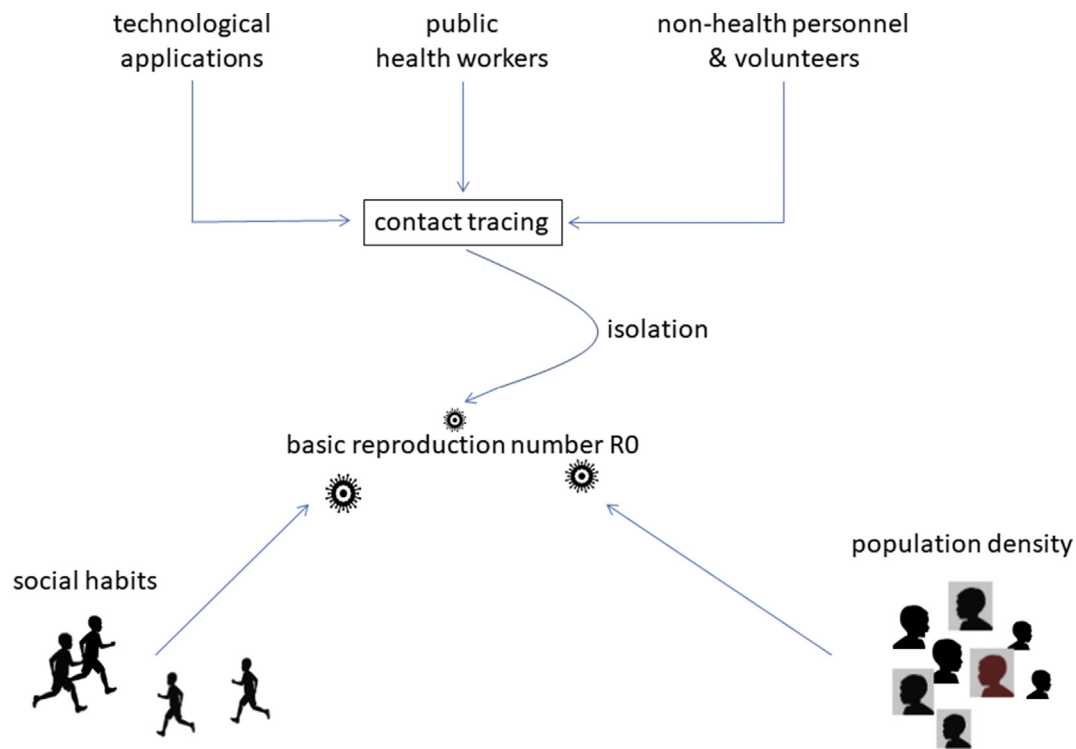 technological
applications
public
health workers
non-health personnel
& volunteers
contact tracing
isolation
basic reproduction number R0
population density
social habits